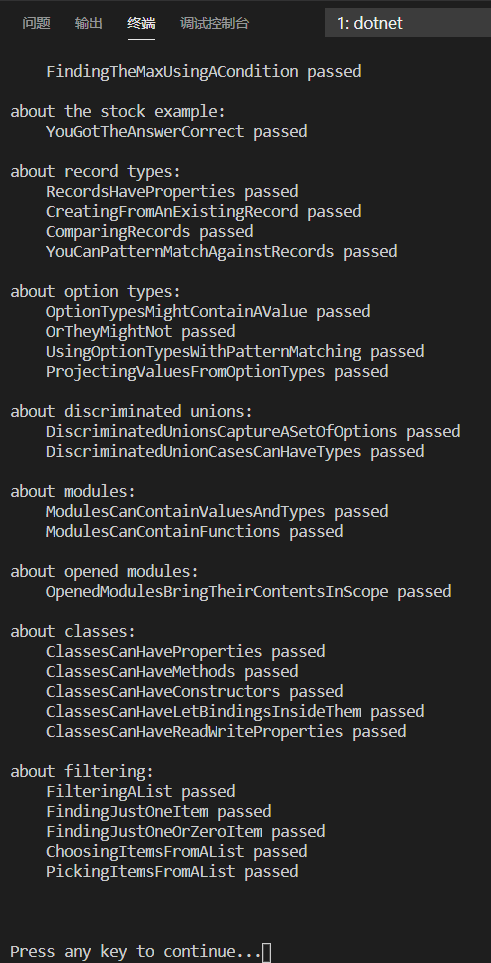 问题 输出 终端 调试控制台 1: dotnet
FindingTheMaxUsingACondition passed
about the stock example:
YouGotTheAnswerCorrect passed
about record types:
RecordsHaveProperties passed
CreatingFromAnExistingRecord passed
ComparingRecords passed
YouCanPatternMatchAgainstRecords passed
about option types:
OptionTypesMightContainAValue passed
OrTheyMightNot passed
UsingOptionTypesWithPatternMatching passed
ProjectingValuesFromOptionTypes passed
about discriminated unions:
DiscriminatedUnionsCaptureASetOfOptions passed
DiscriminatedUnionCasesCanHaveTypes passed
about modules:
ModulesCanContainValuesAndTypes passed
ModulesCanContainFunctions passed
about opened modules:
OpenedModulesBringTheirContentsInScope passed
about classes:
ClassesCanHaveProperties passed
ClassesCanHaveMethods passed
ClassesCanHaveConstructors passed
ClassesCanHaveLetBindingsInsideThem passed
ClassesCanHaveReadWriteProperties passed
about filtering:
FilteringAList passed
FindingJustOneItem passed
FindingJustOneOrZeroItem passed
ChoosingItemsFromAList passed
PickingItemsFromAList passed
Press any key to continue...